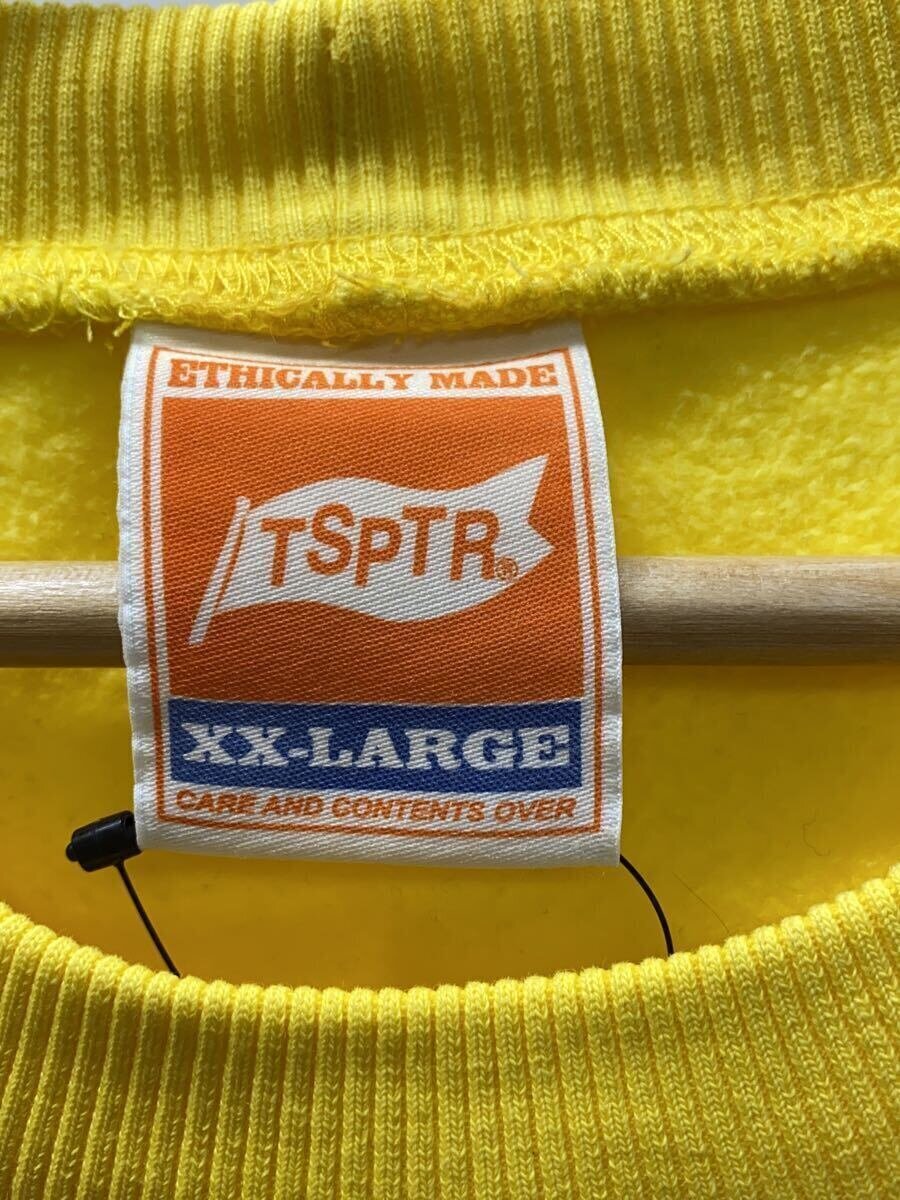 ETHICALLY MADE
TSPTR®
XX-LARGE
CARE AND CONTENTS OVER